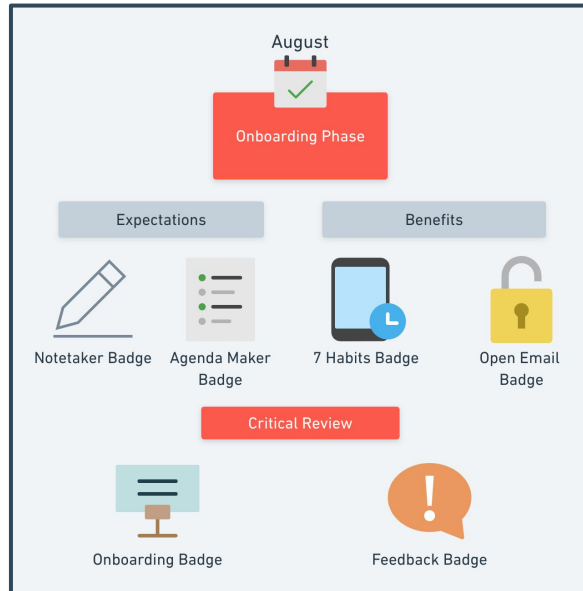 August
Onboarding Phase
Expectations
Benefits
Notetaker Badge
Agenda Maker
Badge
7 Habits Badge
Open Email
Badge
Critical Review
Onboarding Badge
Feedback Badge